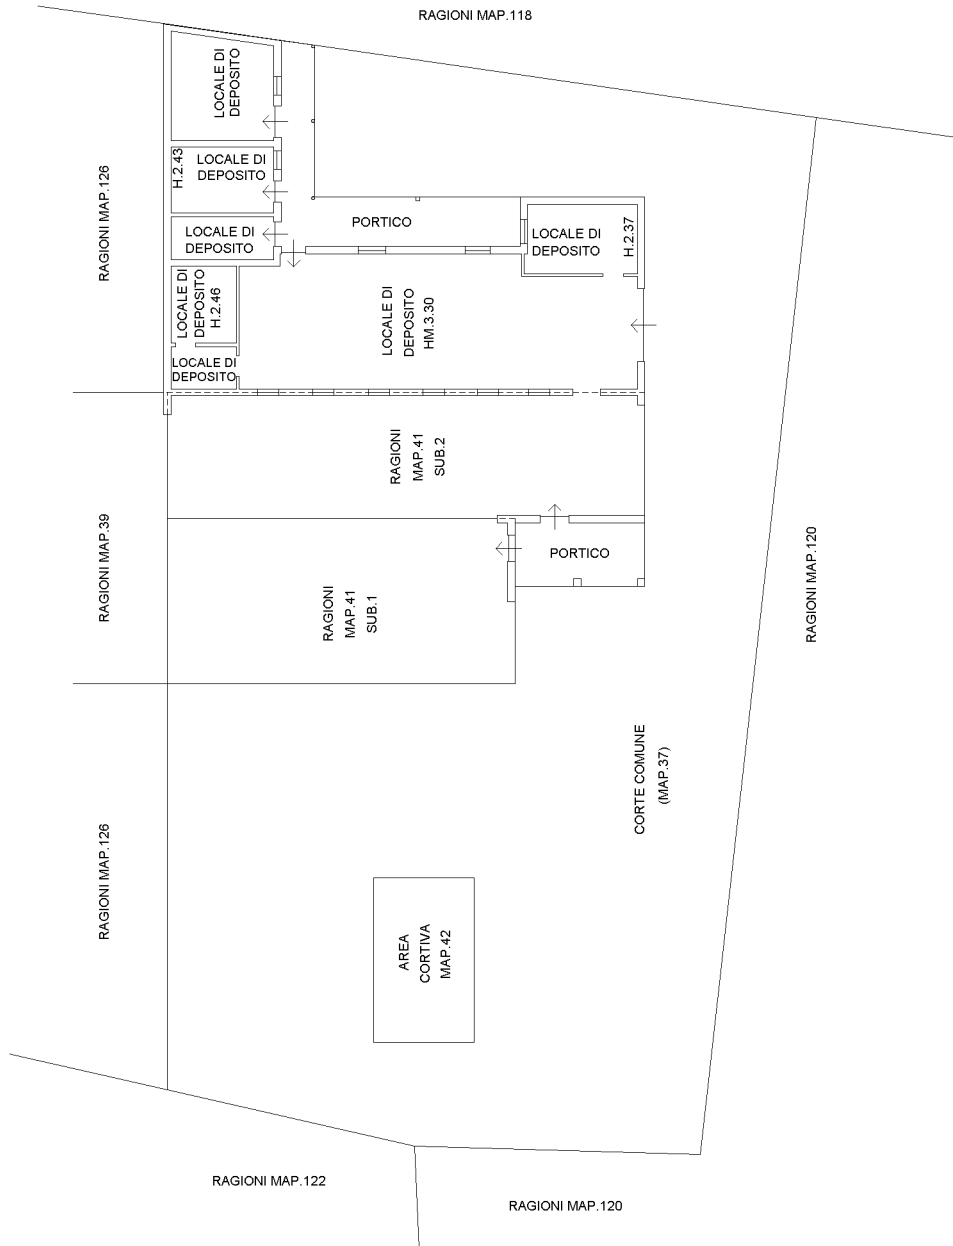 RAGIONI MAP.118
LOCALE DI
DEPOSITO
RAGIONI MAP.126
H.2.43
LOCALE DI
DEPOSITO
LOCALE DI
DEPOSITO
PORTICO
LOCALE DI
DEPOSITO
H.2.37
LOCALE DI
DEPOSITO
H.2.46
LOCALE DI
DEPOSITO
HM.3.30
LOCALE DI
DEPOSITO
RAGIONI
MAP.41
SUB.2
RAGIONI MAP.39
PORTICO
RAGIONI MAP.120
RAGIONI
MAP.41
SUB.1
CORTE COMUNE
(MAP.37)
RAGIONI MAP.126
AREA
CORTIVA
MAP.42
RAGIONI MAP.122
RAGIONI MAP.120